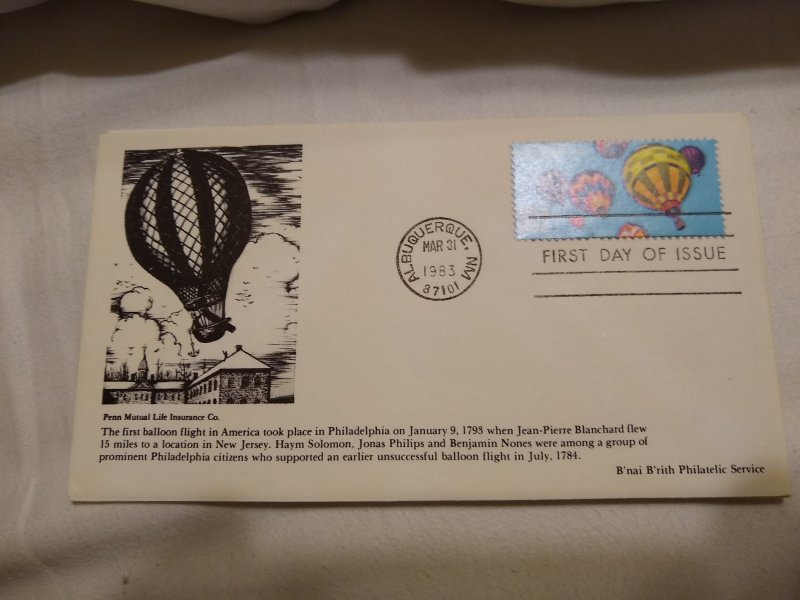 ALBUQUERQUE, NM
MAR 31
1983
87101
FIRST DAY OF ISSUE
Penn Mutual Life Insurance Co.
The first balloon flight in America took place in Philadelphia on January 9, 1793 when Jean-Pierre Blanchard flew
15 miles to a location in New Jersey. Haym Solomon, Jonas Philips and Benjamin Nones were among a group of
prominent Philadelphia citizens who supported an earlier unsuccessful balloon flight in July, 1784.
B'nai B'rith Philatelic Service